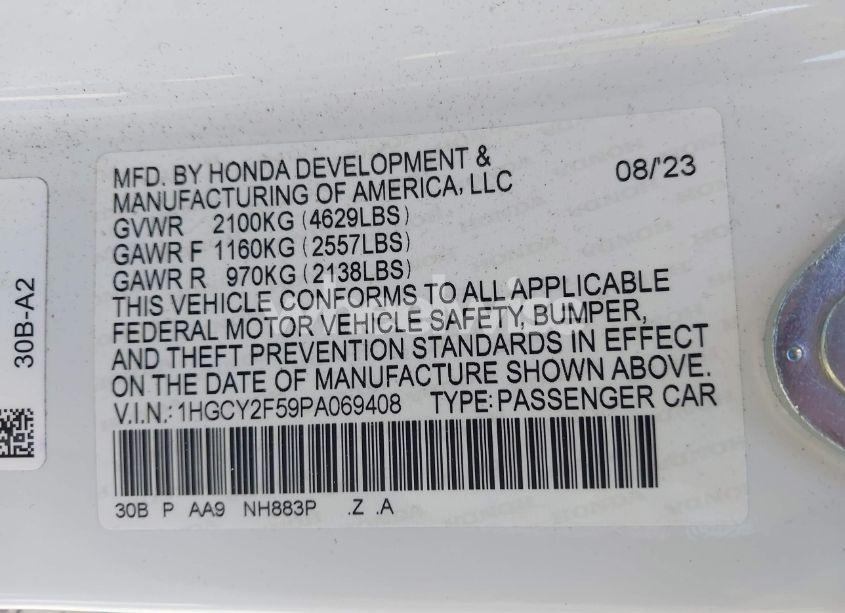 MFD. BY HONDA DEVELOPMENT &
MANUFACTURING OF AMERICA, LLC 08/'23
GVWR 2100KG (4629LBS)
GAWR F 1160KG (2557LBS)
GAWR R 970KG (2138LBS)
THIS VEHICLE CONFORMS TO ALL APPLICABLE
FEDERAL MOTOR VEHICLE SAFETY, BUMPER,
AND THEFT PREVENTION STANDARDS IN EFFECT
ON THE DATE OF MANUFACTURE SHOWN ABOVE.
V.I.N.: 1HGCY2F59PA069408 TYPE: PASSENGER CAR
30B P AA9 NH883P .Z .A
30B-A2